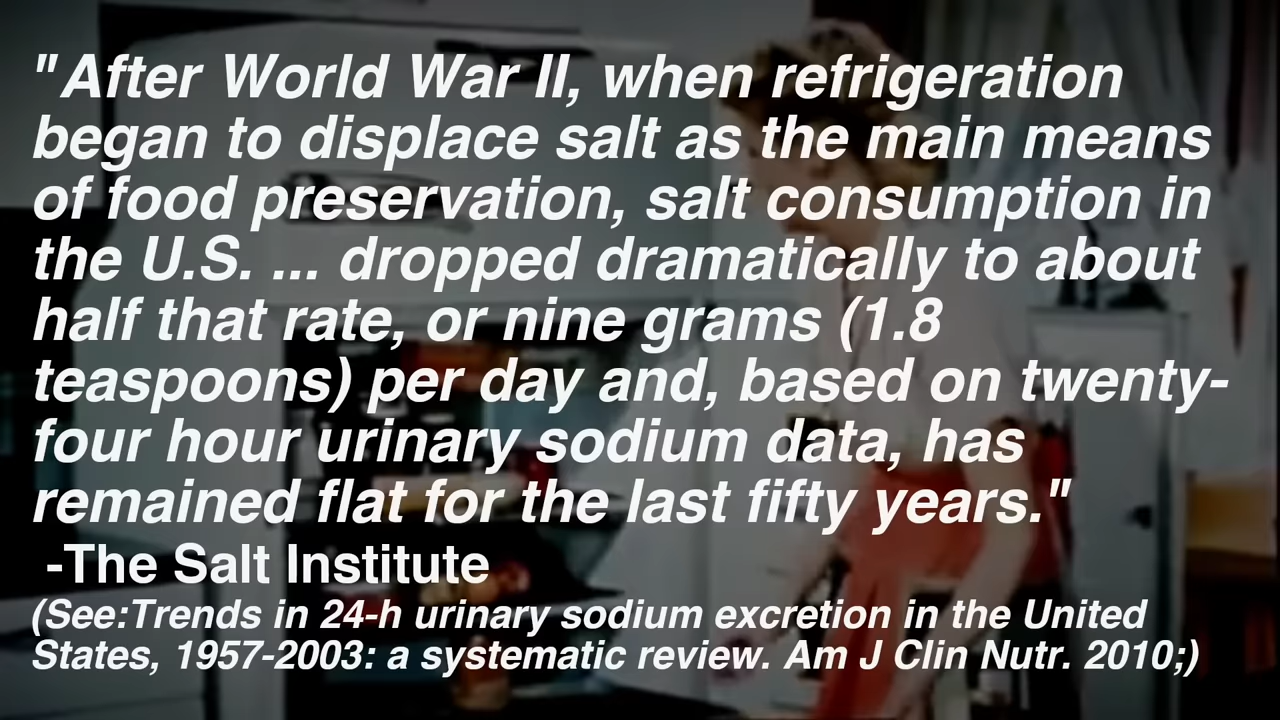 "After World War II, when refrigeration
began to displace salt as the main means
of food preservation, salt consumption in
the U.S. ... dropped dramatically to about
half that rate, or nine grams (1.8
teaspoons) per day and, based on twenty-
four hour urinary sodium data, has
remained flat for the last fifty years."
-The Salt Institute
(See:Trends in 24-h urinary sodium excretion in the United
States, 1957-2003: a systematic review. Am J Clin Nutr. 2010;)